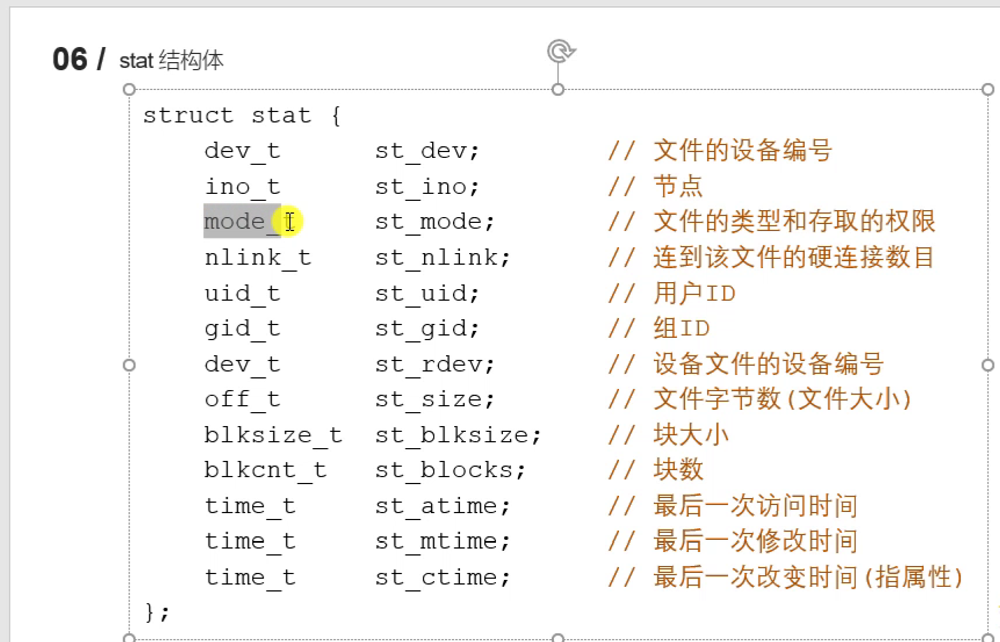 06 / stat 结构体
struct stat {
dev_t st_dev; // 文件的设备编号
ino_t st_ino; // 节点
mode_t st_mode; // 文件的类型和存取的权限
nlink_t st_nlink; // 连到该文件的硬连接数目
uid_t st_uid; // 用户ID
gid_t st_gid; // 组ID
dev_t st_rdev; // 设备文件的设备编号
off_t st_size; // 文件字节数(文件大小)
blksize_t st_blksize; // 块大小
blkcnt_t st_blocks; // 块数
time_t st_atime; // 最后一次访问时间
time_t st_mtime; // 最后一次修改时间
time_t st_ctime; // 最后一次改变时间(指属性)
};